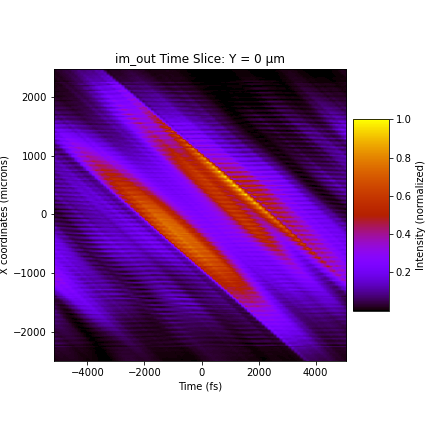 im_out Time Slice: Y = 0 μm
X coordinates (microns)
2000
1000
0
−1000
−2000
−4000 −2000 0 2000 4000
Time (fs)
1.0
0.8
0.6
0.4
0.2
Intensity (normalized)